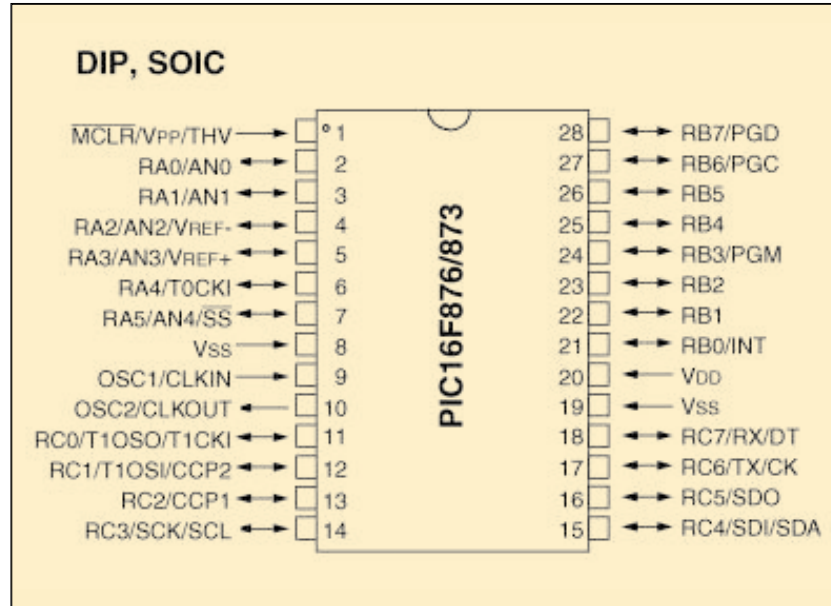 DIP, SOIC
MCLR/VPP/THV
RA0/AN0
RA1/AN1
RA2/AN2/VREF-
RA3/AN3/VREF+
RA4/T0CKI
RA5/AN4/SS
VSS
OSC1/CLKIN
OSC2/CLKOUT
RC0/T1OSO/T1CKI
RC1/T1OSI/CCP2
RC2/CCP1
RC3/SCK/SCL
1
2
3
4
5
6
7
8
9
10
11
12
13
14
PIC16F876/873
28
27
26
25
24
23
22
21
20
19
18
17
16
15
RB7/PGD
RB6/PGC
RB5
RB4
RB3/PGM
RB2
RB1
RB0/INT
VDD
VSS
RC7/RX/DT
RC6/TX/CK
RC5/SDO
RC4/SDI/SDA